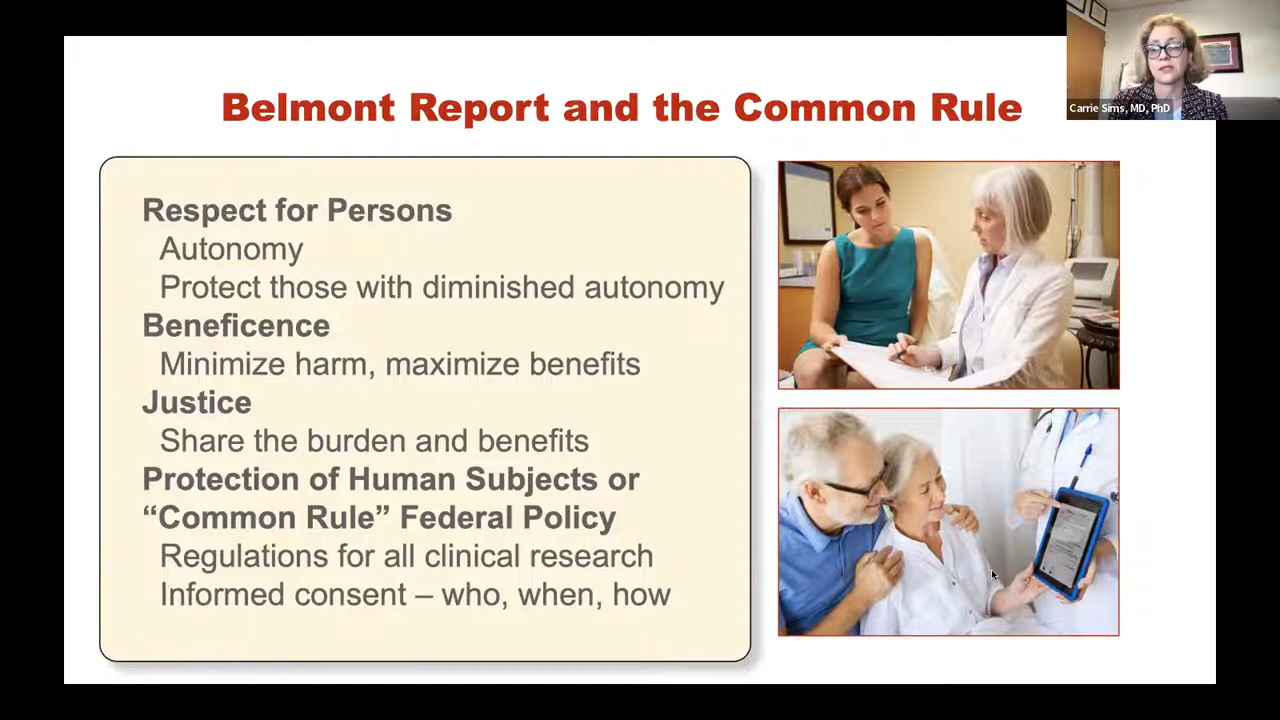 Belmont Report and the Common Rule
Carrie Sims, MD, PhD
Respect for Persons
Autonomy
Protect those with diminished autonomy
Beneficence
Minimize harm, maximize benefits
Justice
Share the burden and benefits
Protection of Human Subjects or
“Common Rule” Federal Policy
Regulations for all clinical research
Informed consent – who, when, how